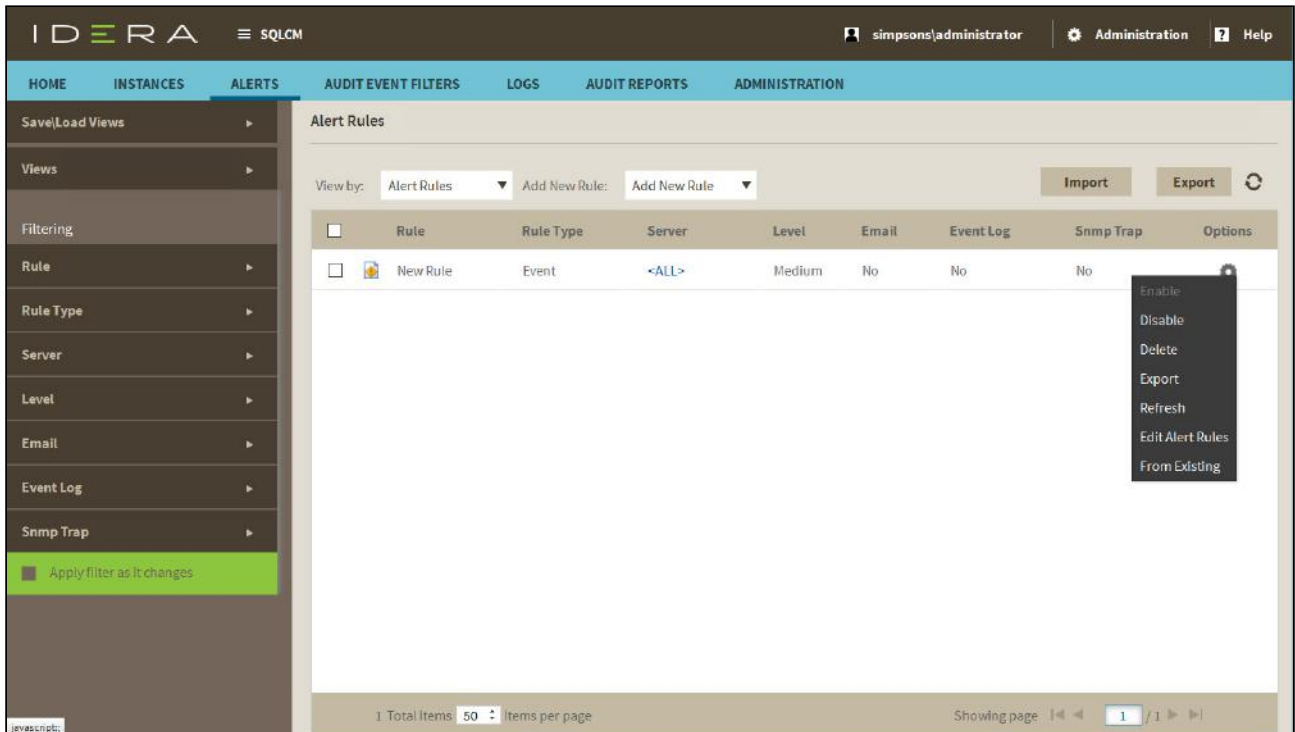 IDERA SQLCM simpsons\administrator Administration ? Help
HOME INSTANCES ALERTS AUDIT EVENT FILTERS LOGS AUDIT REPORTS ADMINISTRATION
Save\Load Views
Views
Filtering
Rule
Rule Type
Server
Level
Email
Event Log
Snmp Trap
Apply filter as it changes
Alert Rules
View by: Alert Rules Add New Rule: Add New Rule Import Export
Rule Rule Type Server Level Email Event Log Snmp Trap Options
New Rule Event <ALL> Medium No No No
Enable
Disable
Delete
Export
Refresh
Edit Alert Rules
From Existing
1 Total Items 50 Items per page Showing page 1 / 1
javascript:;